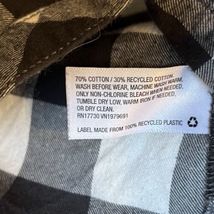 70% COTTON / 30% RECYCLED COTTON.
WASH BEFORE WEAR, MACHINE WASH WARM,
ONLY NON-CHLORINE BLEACH WHEN NEEDED,
TUMBLE DRY LOW, WARM IRON IF NEEDED,
OR DRY CLEAN.
RN17730 VN1979691
LABEL MADE FROM 100% RECYCLED PLASTIC